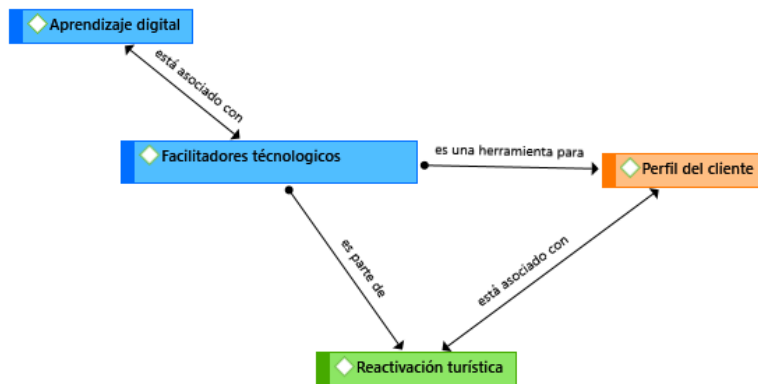 Aprendizaje digital
está asociado con
Facilitadores técnologicos
es una herramienta para
Perfil del cliente
es parte de
está asociado con
Reactivación turística